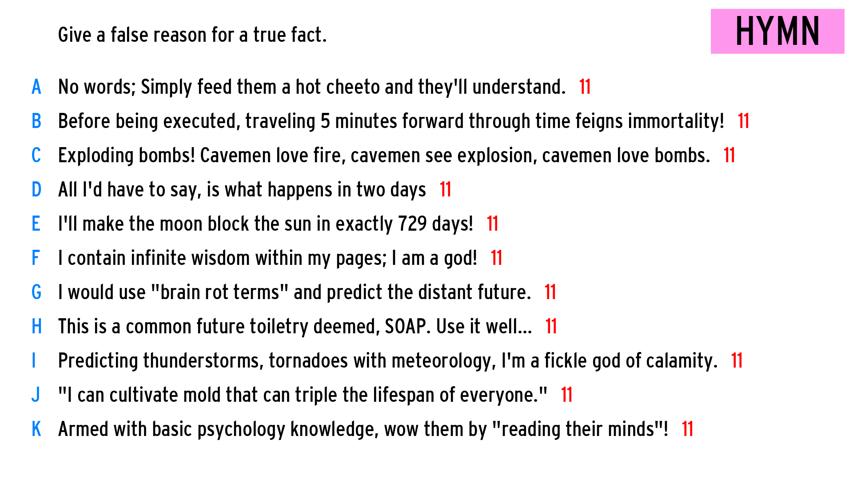 Give a false reason for a true fact.
HYMN
A No words; Simply feed them a hot cheeto and they'll understand. 11
B Before being executed, traveling 5 minutes forward through time feigns immortality! 11
C Exploding bombs! Cavemen love fire, cavemen see explosion, cavemen love bombs. 11
D All I'd have to say, is what happens in two days 11
E I'll make the moon block the sun in exactly 729 days! 11
F I contain infinite wisdom within my pages; I am a god! 11
G I would use "brain rot terms" and predict the distant future. 11
H This is a common future toiletry deemed, SOAP. Use it well... 11
I Predicting thunderstorms, tornadoes with meteorology, I'm a fickle god of calamity. 11
J "I can cultivate mold that can triple the lifespan of everyone." 11
K Armed with basic psychology knowledge, wow them by "reading their minds"! 11